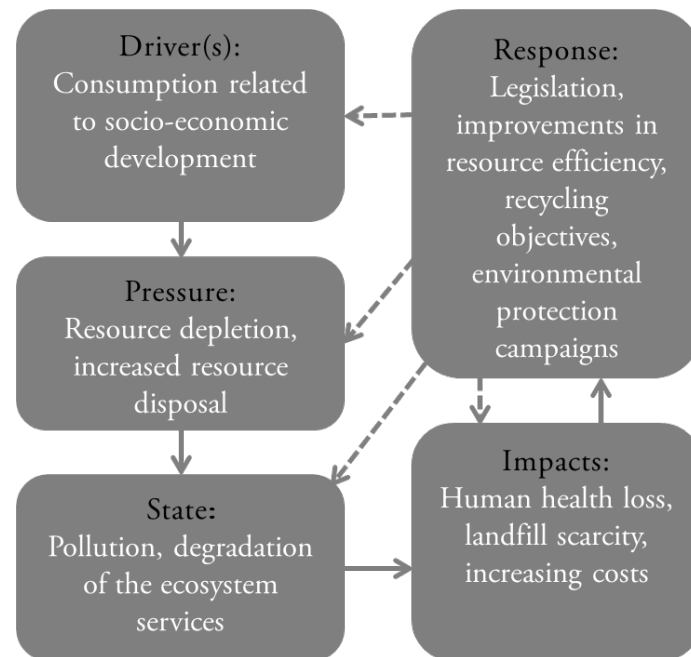 Driver(s):
Consumption related
to socio-economic
development
Pressure:
Resource depletion,
increased resource
disposal
State:
Pollution, degradation
of the ecosystem
services
Response:
Legislation,
improvements in
resource efficiency,
recycling
objectives,
environmental
protection
campaigns
Impacts:
Human health loss,
landfill scarcity,
increasing costs